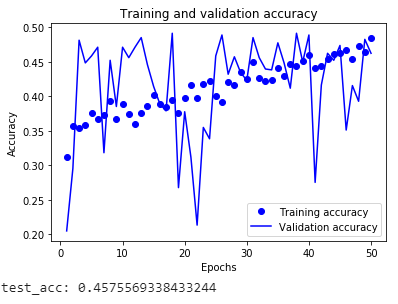 Training and validation accuracy
0.50
0.45
0.40
0.35
0.30
0.25
0.20
Accuracy
Training accuracy
Validation accuracy
0 10 20 30 40 50
Epochs
test_acc: 0.4575569338433244